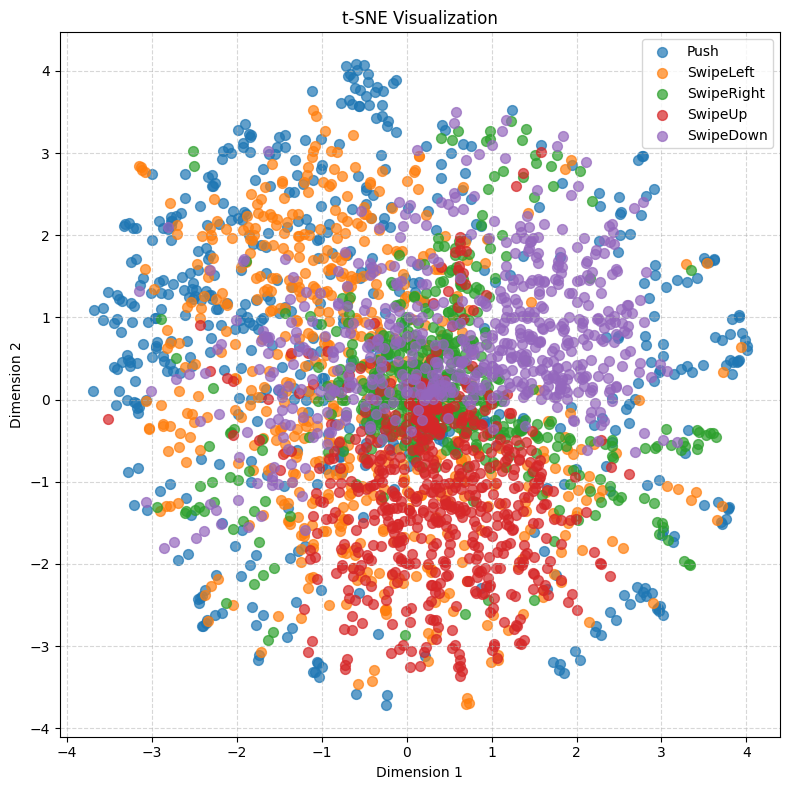 t-SNE Visualization
Push
SwipeLeft
SwipeRight
SwipeUp
SwipeDown
Dimension 2
4
3
2
1
0
−1
−2
−3
−4
−4 −3 −2 −1 0 1 2 3 4
Dimension 1